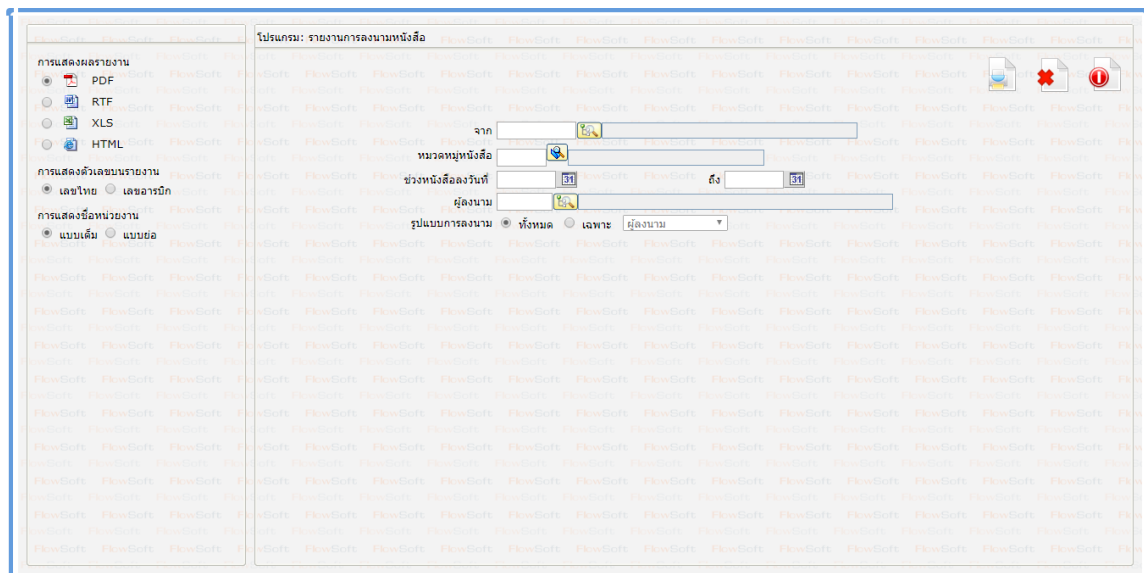 โปรแกรม: รายงานการลงนามหนังสือ
การแสดงผลรายงาน
PDF
RTF
XLS
HTML
การแสดงตัวเลขบนรายงาน
เลขไทย เลขอารบิก
การแสดงชื่อหน่วยงาน
แบบเต็ม แบบย่อ
จาก
หมวดหมู่หนังสือ
ช่วงหนังสือลงวันที่ 31 ถึง 31
ผู้ลงนาม
รูปแบบการลงนาม ทั้งหมด เฉพาะ ผู้ลงนาม
FlowSoft